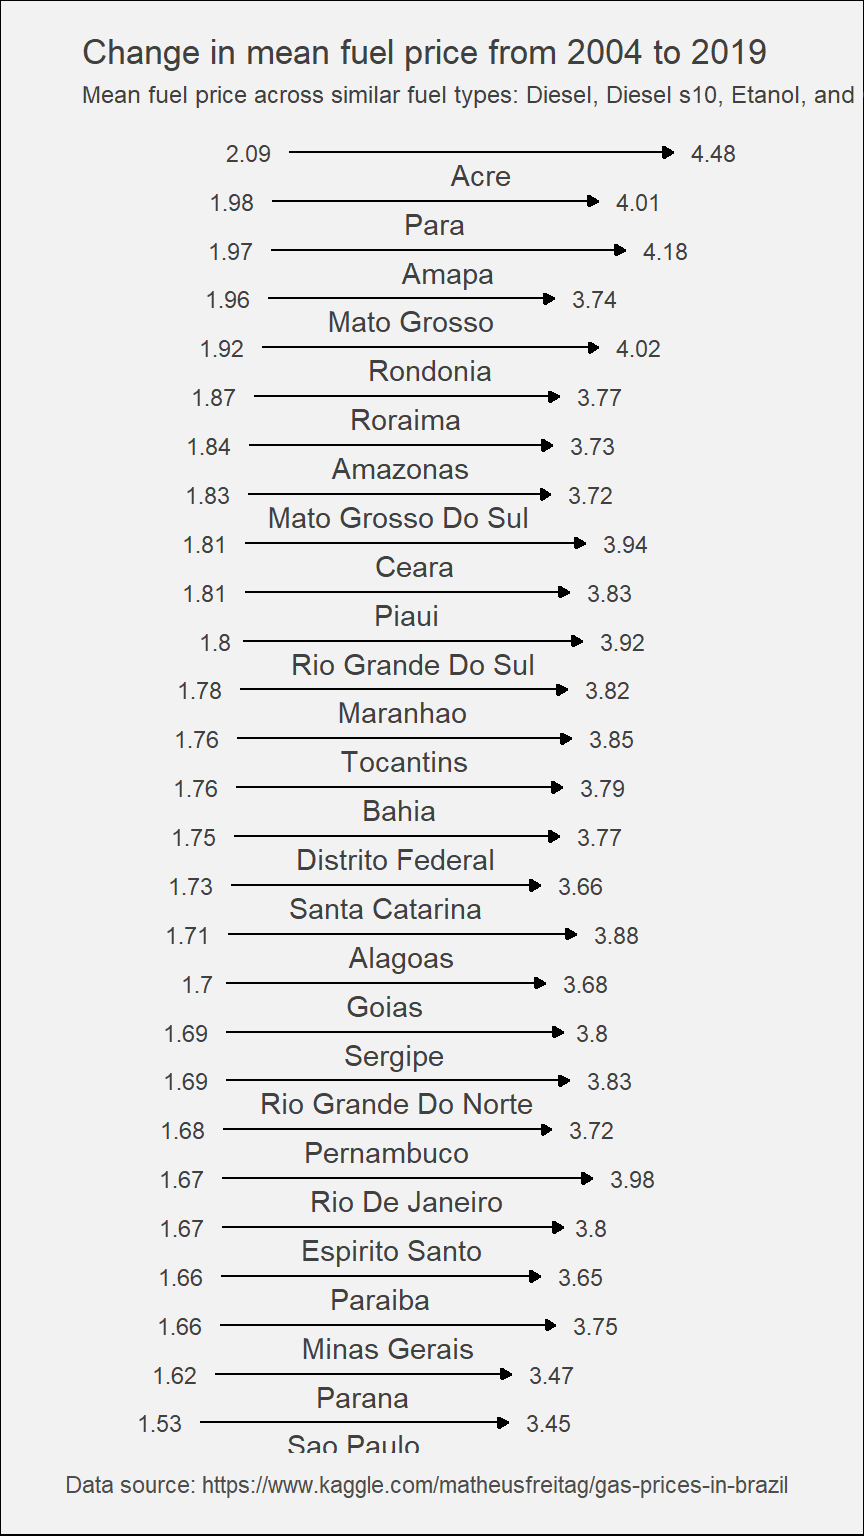 Change in mean fuel price from 2004 to 2019
Mean fuel price across similar fuel types: Diesel, Diesel s10, Etanol, and
2.09 4.48
Acre
1.98 4.01
Para
1.97 4.18
Amapa
1.96 3.74
Mato Grosso
1.92 4.02
Rondonia
1.87 3.77
Roraima
1.84 3.73
Amazonas
1.83 3.72
Mato Grosso Do Sul
1.81 3.94
Ceara
1.81 3.83
Piaui
1.8 3.92
Rio Grande Do Sul
1.78 3.82
Maranhao
1.76 3.85
Tocantins
1.76 3.79
Bahia
1.75 3.77
Distrito Federal
1.73 3.66
Santa Catarina
1.71 3.88
Alagoas
1.7 3.68
Goias
1.69 3.8
Sergipe
1.69 3.83
Rio Grande Do Norte
1.68 3.72
Pernambuco
1.67 3.98
Rio De Janeiro
1.67 3.8
Espirito Santo
1.66 3.65
Paraiba
1.66 3.75
Minas Gerais
1.62 3.47
Parana
1.53 3.45
Sao Paulo
Data source: https://www.kaggle.com/matheusfreitag/gas-prices-in-brazil